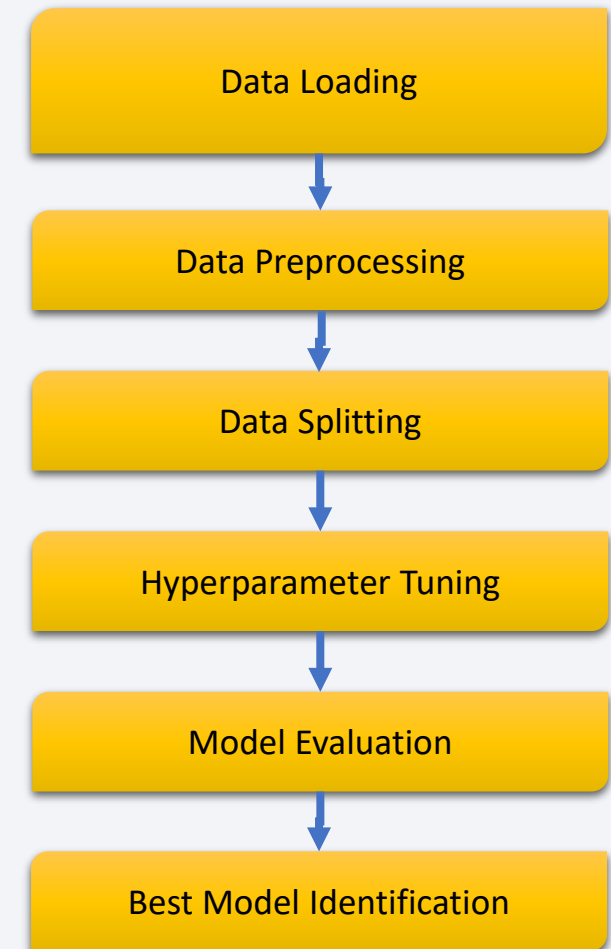 Data Loading
Data Preprocessing
Data Splitting
Hyperparameter Tuning
Model Evaluation
Best Model Identification